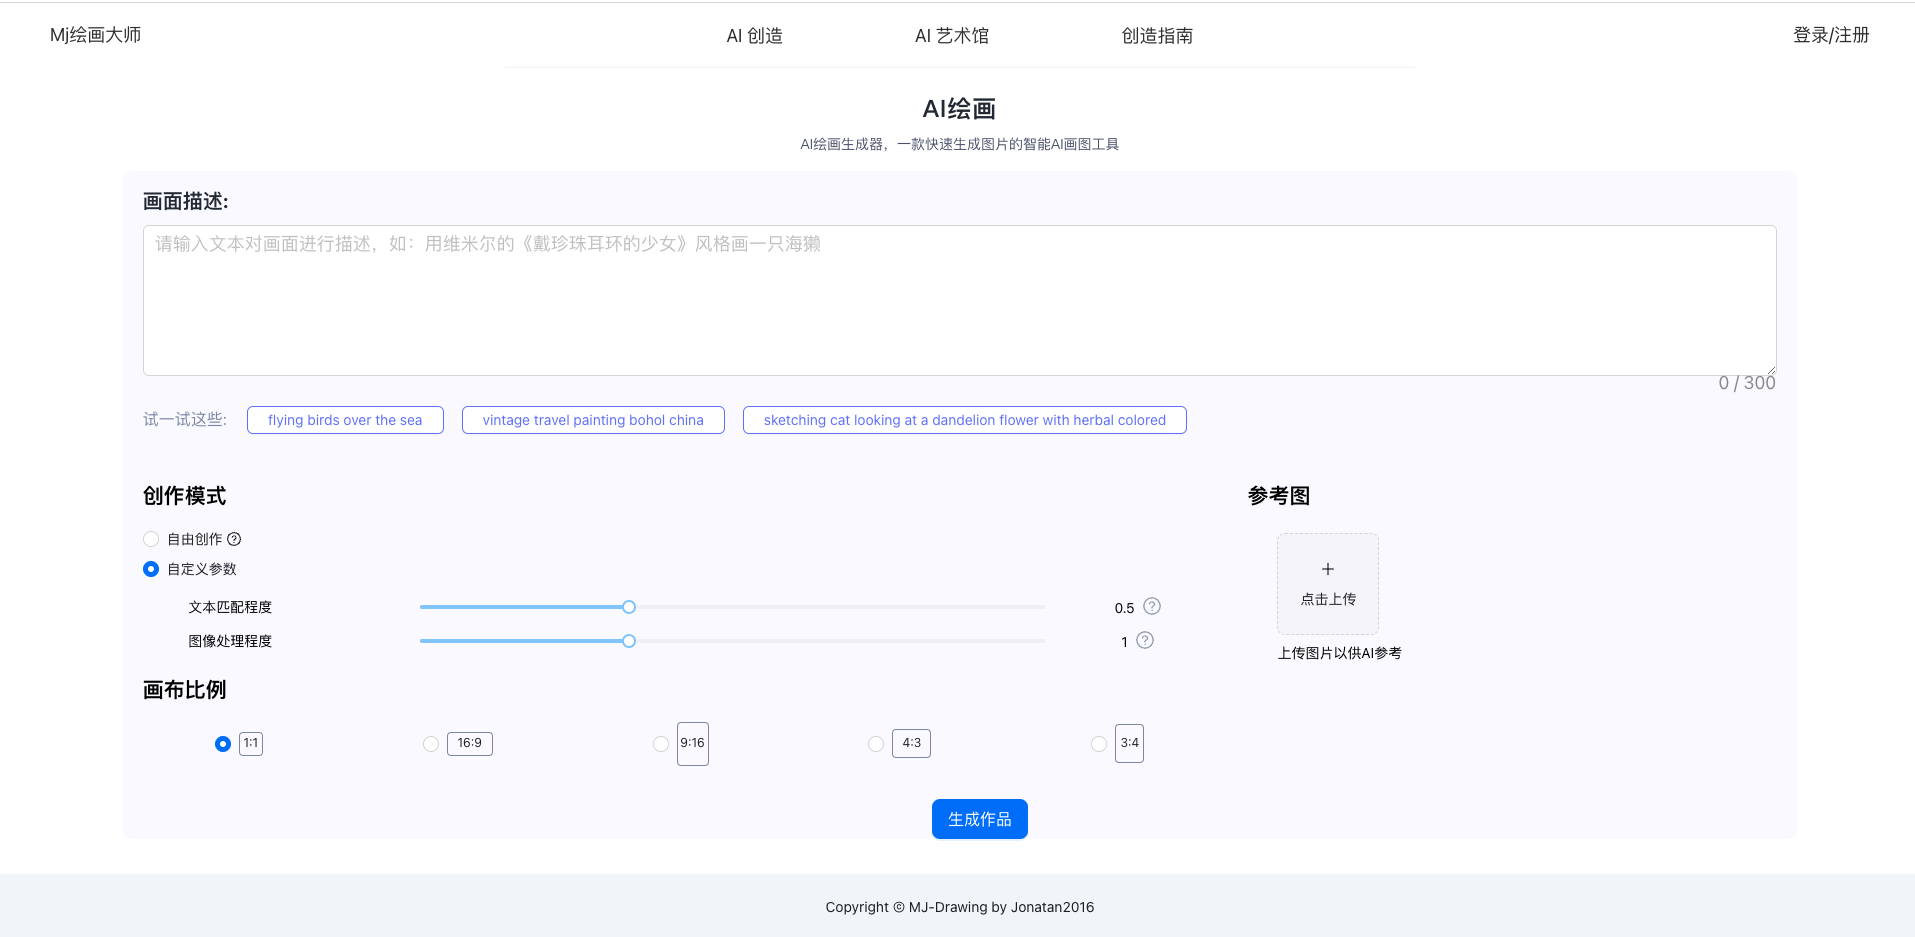 Mj绘画大师
AI 创造
AI 艺术馆
创造指南
登录/注册
AI绘画
AI绘画生成器，一款快速生成图片的智能AI画图工具
画面描述:
请输入文本对画面进行描述，如：用维米尔的《戴珍珠耳环的少女》风格画一只海獭
0 / 300
试一试这些:
flying birds over the sea
vintage travel painting bohol china
sketching cat looking at a dandelion flower with herbal colored
创作模式
参考图
自由创作
自定义参数
文本匹配程度
0.5
图像处理程度
1
点击上传
上传图片以供AI参考
画布比例
1:1
16:9
9:16
4:3
3:4
生成作品
Copyright © MJ-Drawing by Jonatan2016